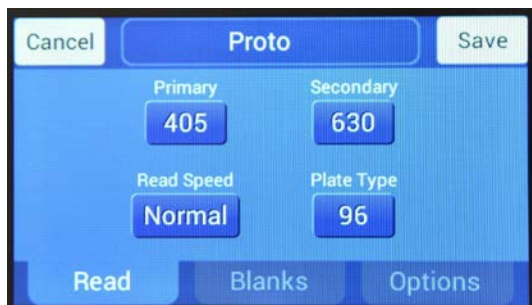 Cancel Proto Save
Primary Secondary
405 630
Read Speed Plate Type
Normal 96
Read Blanks Options